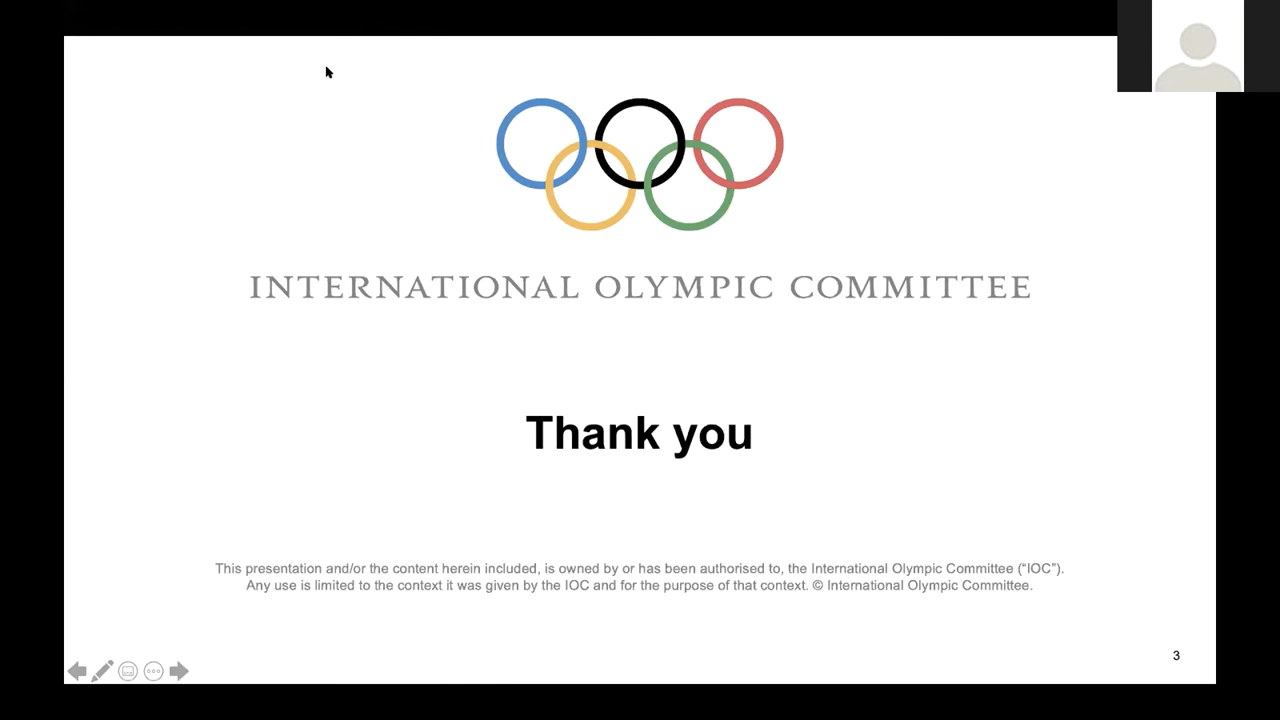 INTERNATIONAL OLYMPIC COMMITTEE
Thank you
This presentation and/or the content herein included, is owned by or has been authorised to, the International Olympic Committee (“IOC”).
Any use is limited to the context it was given by the IOC and for the purpose of that context. © International Olympic Committee.
3